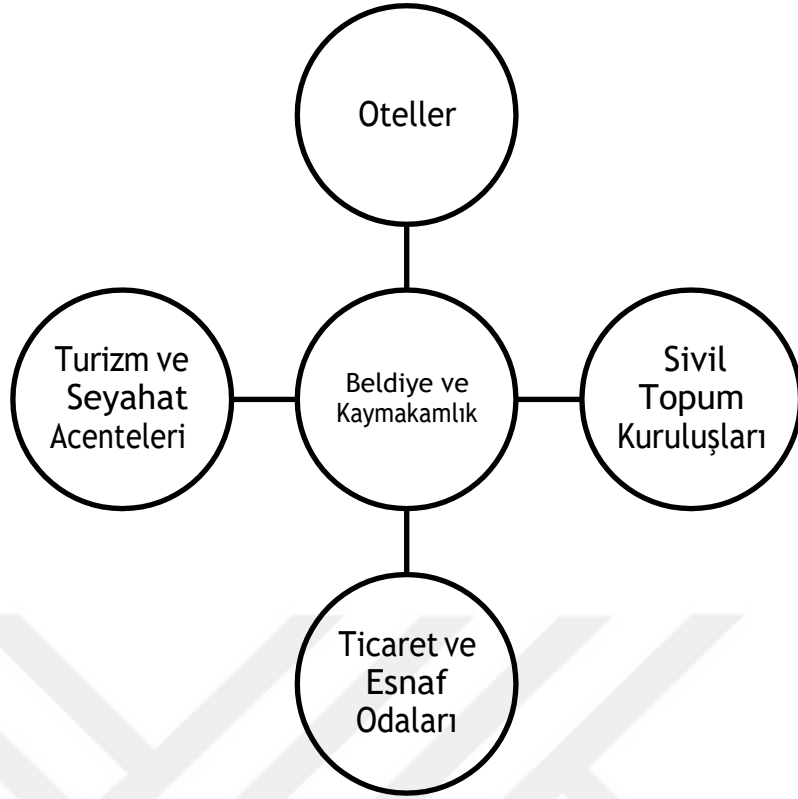 Oteller
Turizm ve
Seyahat
Acenteleri
Beldiye ve
Kaymakamlık
Sivil
Topum
Kuruluşları
Ticaret ve
Esnaf
Odaları